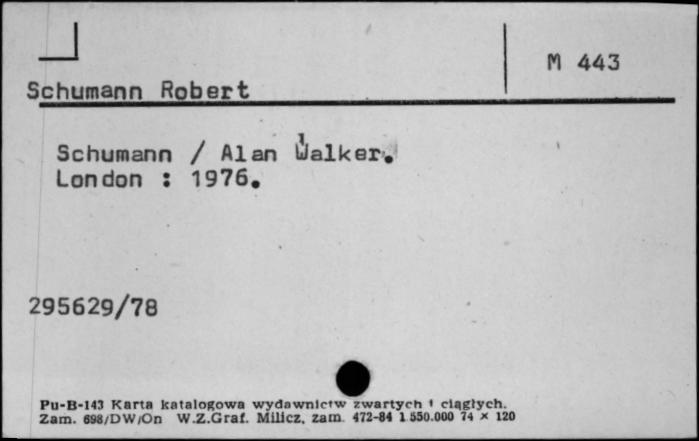 M 443
Schumann Robert
Schumann / Alan Walker.
London : 1976.
295629/78
Pu-B-143 Karta katalogowa wydawnictw zwartych i ciągłych.
Zam. 698/DW/On W.Z.Graf. Milicz, zam. 472-84 1.550.000 74 × 120